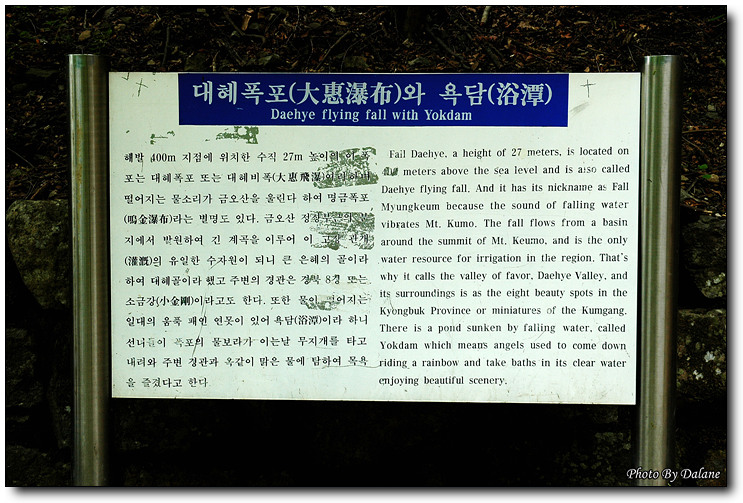 대혜폭포(大惠瀑布)와 욕담(浴潭)
Daehye flying fall with Yokdam
해발 400m 지점에 위치한 수직 27m 높이의 이 폭
포는 대혜폭포 또는 대혜비폭(大惠飛瀑)이라하며
떨어지는 물소리가 금오산을 울린다 하여 명금폭포
(鳴金瀑布)라는 별명도 있다. 금오산 정상부근의 분
지에서 발원하여 긴 계곡을 이루어 이 고장 관개
(灌漑)의 유일한 수자원이 되니 큰 은혜의 골이라
하여 대혜골이라 했고 주변의 경관은 경북 8경 또는
소금강(小金剛)이라고도 한다. 또한 물이 떨어지는
일대의 움푹 패인 연못이 있어 욕담(浴潭)이라 하니
선녀들이 폭포의 물보라가 이는날 무지개를 타고
내려와 주변 경관과 옥같이 맑은 물에 탐하여 목욕
을 즐겼다고 한다
Fail Daehye, a height of 27 meters, is located on
meters above the sea level and is also called
Daehye flying fall. And it has its nickname as Fall
Myungkeum because the sound of falling water
vibrates Mt. Kumo. The fall flows from a basin
around the summit of Mt. Keumo, and is the only
water resource for irrigation in the region. That's
why it calls the valley of favor, Daehye Valley, and
its surroundings is as the eight beauty spots in the
Kyongbuk Province or miniatures of the Kumgang.
There is a pond sunken by falling water, called
Yokdam which means angels used to come down
riding a rainbow and take baths in its clear water
enjoying beautiful scenery.
Photo By Dalane